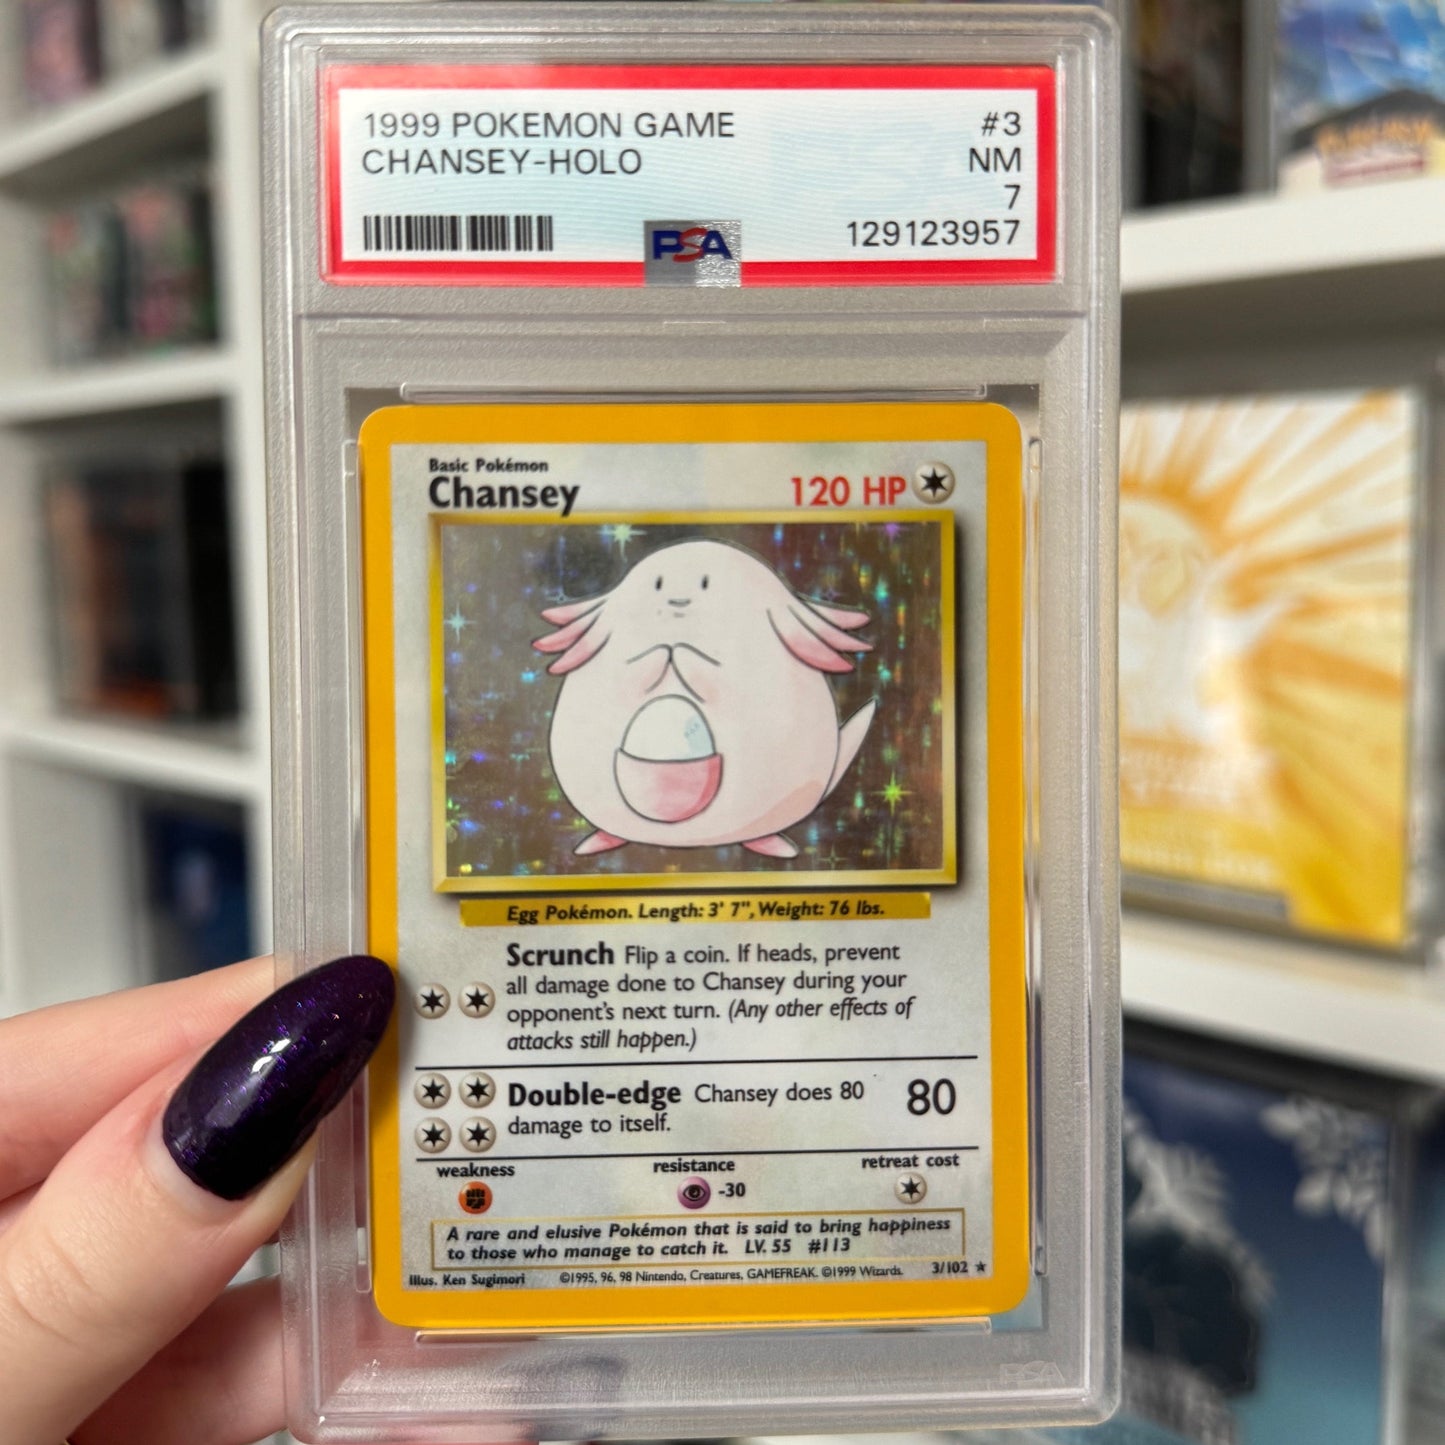 1999 POKEMON GAME #3
CHANSEY-HOLO NM
7
129123957
PSA
Basic Pokémon
Chansey 120 HP
Egg Pokémon. Length: 3' 7", Weight: 76 lbs.
Scrunch Flip a coin. If heads, prevent
all damage done to Chansey during your
opponent's next turn. (Any other effects of
attacks still happen.)
Double-edge Chansey does 80 80
damage to itself.
weakness resistance retreat cost
-30
A rare and elusive Pokémon that is said to bring happiness
to those who manage to catch it. LV. 55 #113
Illus. Ken Sugimori ©1995, 96, 98 Nintendo, Creatures, GAMEFREAK. ©1999 Wizards. 3/102
PSA
POKÉMON